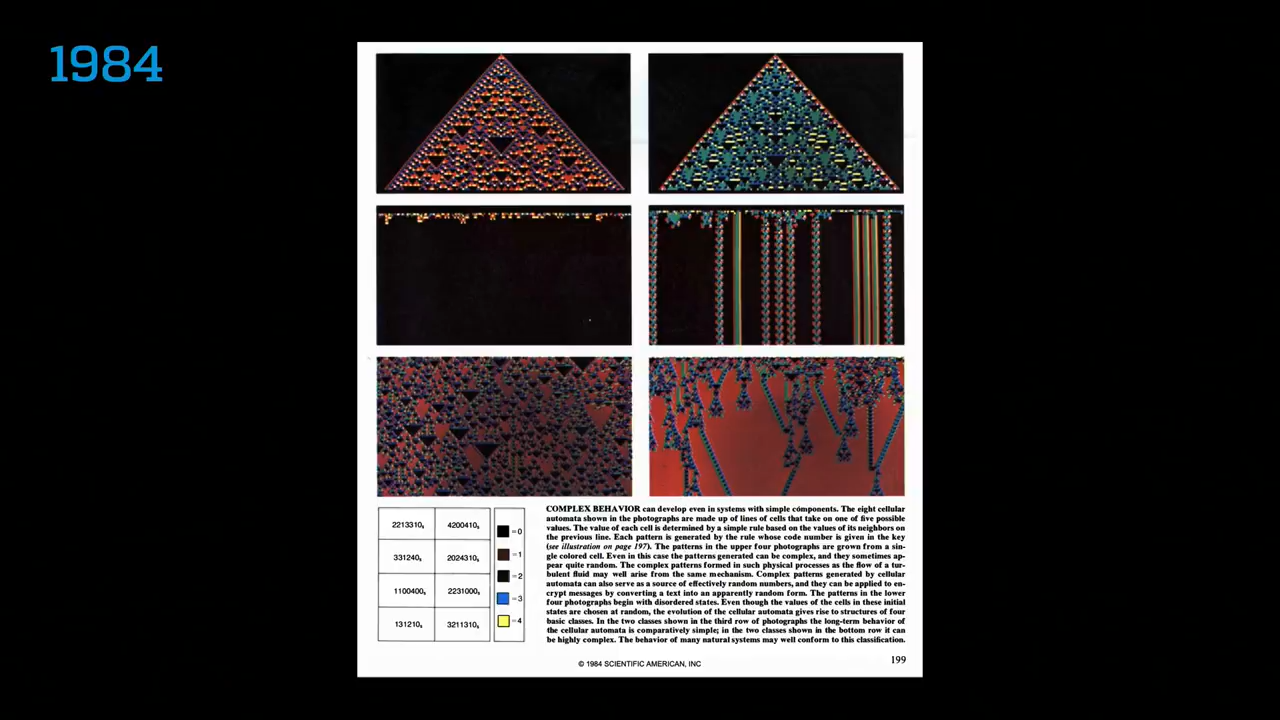 1984
2213310₅ 4200410₅
331240₅ 2024310₅
1100400₅ 2231000₅
131210₅ 3211310₅
=0
=1
=2
=3
=4
COMPLEX BEHAVIOR can develop even in systems with simple components. The eight cellular
automata shown in the photographs are made up of lines of cells that take on one of five possible
values. The value of each cell is determined by a simple rule based on the values of its neighbors on
the previous line. Each pattern is generated by the rule whose code number is given in the key
(see illustration on page 197). The patterns in the upper four photographs are grown from a sin-
gle colored cell. Even in this case the patterns generated can be complex, and they sometimes ap-
pear quite random. The complex patterns formed in such physical processes as the flow of a tur-
bulent fluid may well arise from the same mechanism. Complex patterns generated by cellular
automata can also serve as a source of effectively random numbers, and they can be applied to en-
crypt messages by converting a text into an apparently random form. The patterns in the lower
four photographs begin with disordered states. Even though the values of the cells in these initial
states are chosen at random, the evolution of the cellular automata gives rise to structures of four
basic classes. In the two classes shown in the third row of photographs the long-term behavior of
the cellular automata is comparatively simple; in the two classes shown in the bottom row it can
be highly complex. The behavior of many natural systems may well conform to this classification.
© 1984 SCIENTIFIC AMERICAN, INC
199